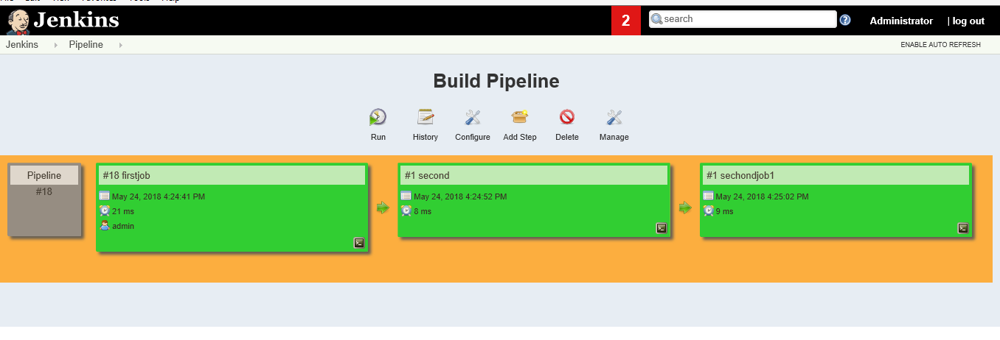 Jenkins
2
search
Administrator
| log out
Jenkins
Pipeline
ENABLE AUTO REFRESH
Build Pipeline
Run
History
Configure
Add Step
Delete
Manage
Pipeline
#18
#18 firstjob
May 24, 2018 4:24:41 PM
21 ms
admin
#1 second
May 24, 2018 4:24:52 PM
8 ms
#1 sechondjob1
May 24, 2018 4:25:02 PM
9 ms